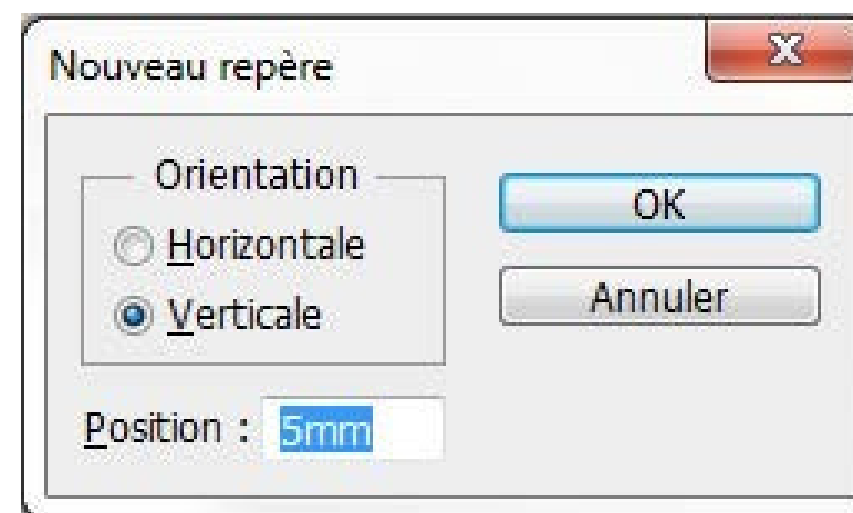 Nouveau repère
Orientation
Horizontale
Verticale
OK
Annuler
Position : 5mm